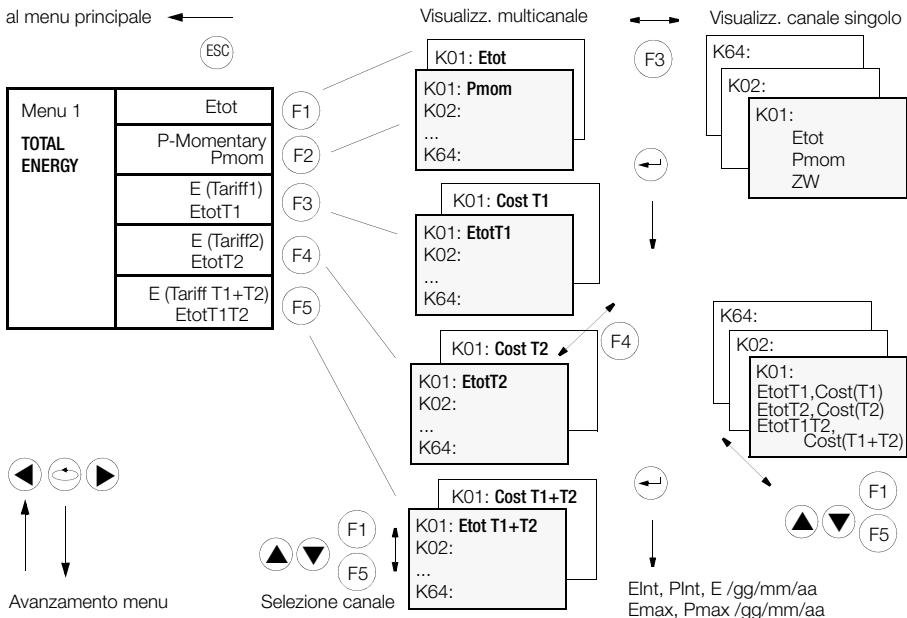 al menu principale
ESC
Menu 1
TOTAL
ENERGY
Etot
F1
P-Momentary
Pmom
F2
E (Tariff1)
EtotT1
F3
E (Tariff2)
EtotT2
F4
E (Tariff T1+T2)
EtotT1T2
F5
Avanzamento menu
Visualizz. multicanale
K01: Etot
K01: Pmom
K02:
...
K64:
K01: Cost T1
K01: EtotT1
K02:
...
K64:
K01: Cost T2
K01: EtotT2
K02:
...
K64:
F4
K01: Cost T1+T2
K01: Etot T1+T2
K02:
...
K64:
F1
F5
Selezione canale
F3
Visualizz. canale singolo
K64:
K02:
K01:
Etot
Pmom
ZW
K64:
K02:
K01:
EtotT1,Cost(T1)
EtotT2,Cost(T2)
EtotT1T2,
Cost(T1+T2)
F1
F5
EInt, PInt, E /gg/mm/aa
Emax, Pmax /gg/mm/aa